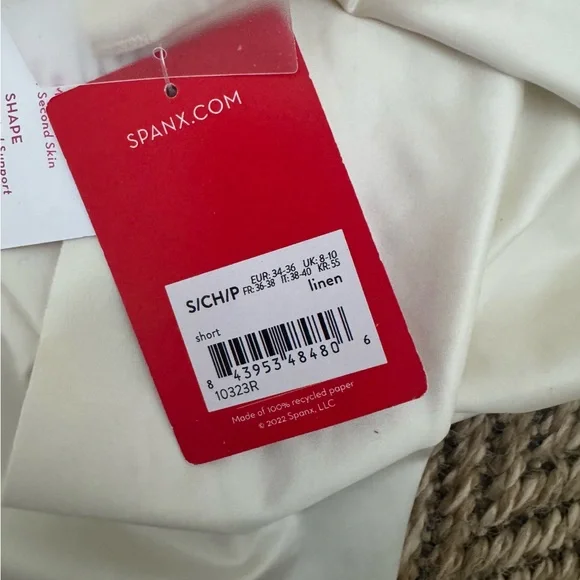 SPANX.COM
SHAPE
Second Skin
Support
S/CH/P
EUR: 34-36 UK: 8-10
FR: 36-38 IT: 38-40 KR: 55
linen
short
8 43953 48480 6
10323R
Made of 100% recycled paper
© 2022 Spanx, LLC